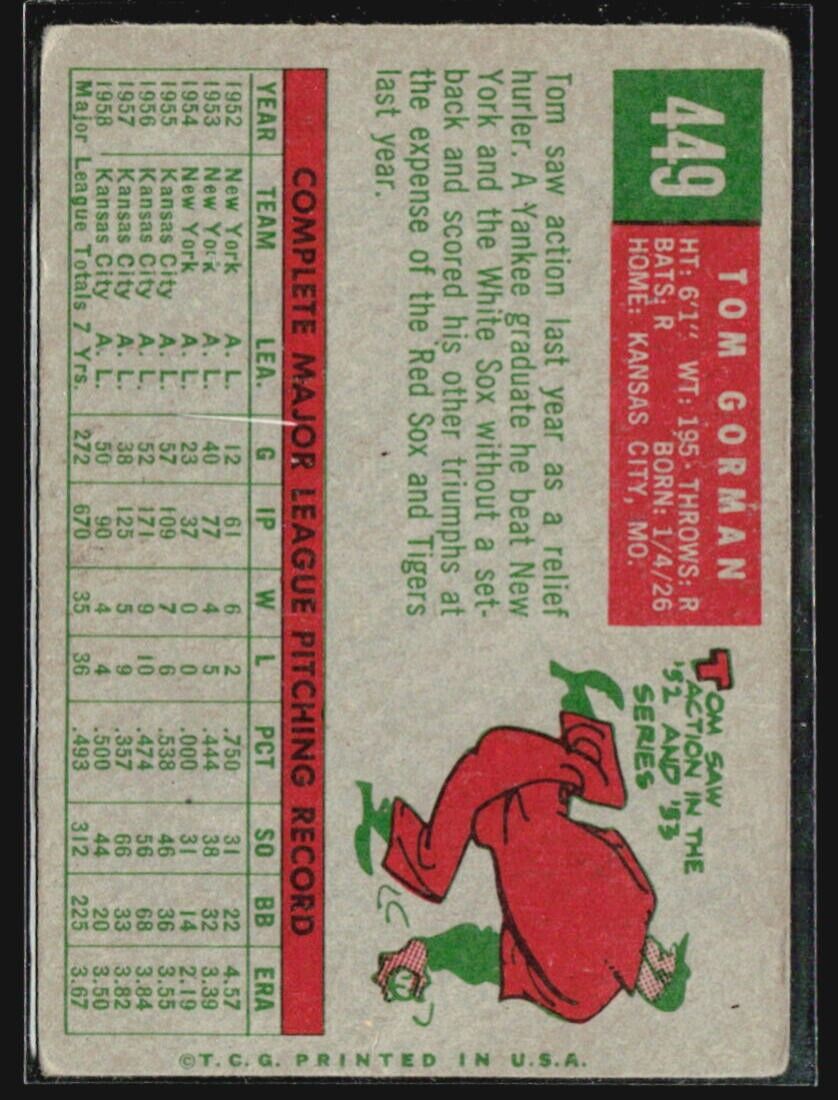 449
TOM GORMAN
HT: 6'1" WT: 195 THROWS: R
BATS: R BORN: 1/4/26
HOME: KANSAS CITY, MO.
TOM SAW
ACTION IN THE
'52 AND '53
SERIES
Tom saw action last year as a relief
hurler. A Yankee graduate he beat New
York and the White Sox without a set-
back and scored his other triumphs at
the expense of the Red Sox and Tigers
last year.
COMPLETE MAJOR LEAGUE PITCHING RECORD
YEAR TEAM LEA. G IP W L PCT SO BB ERA
1952 New York A. L. 12 61 6 2 .750 31 22 4.57
1953 New York A. L. 40 77 4 5 .444 38 32 3.39
1954 New York A. L. 23 37 0 0 .000 31 14 2.19
1955 Kansas City A. L. 57 109 7 6 .538 46 36 3.55
1956 Kansas City A. L. 52 171 9 10 .474 56 68 3.84
1957 Kansas City A. L. 38 125 5 9 .357 66 33 3.82
1958 Kansas City A. L. 50 90 4 4 .500 44 20 3.50
Major League Totals 7 Yrs. 272 670 35 36 .493 312 225 3.67
©T.C.G. PRINTED IN U.S.A.